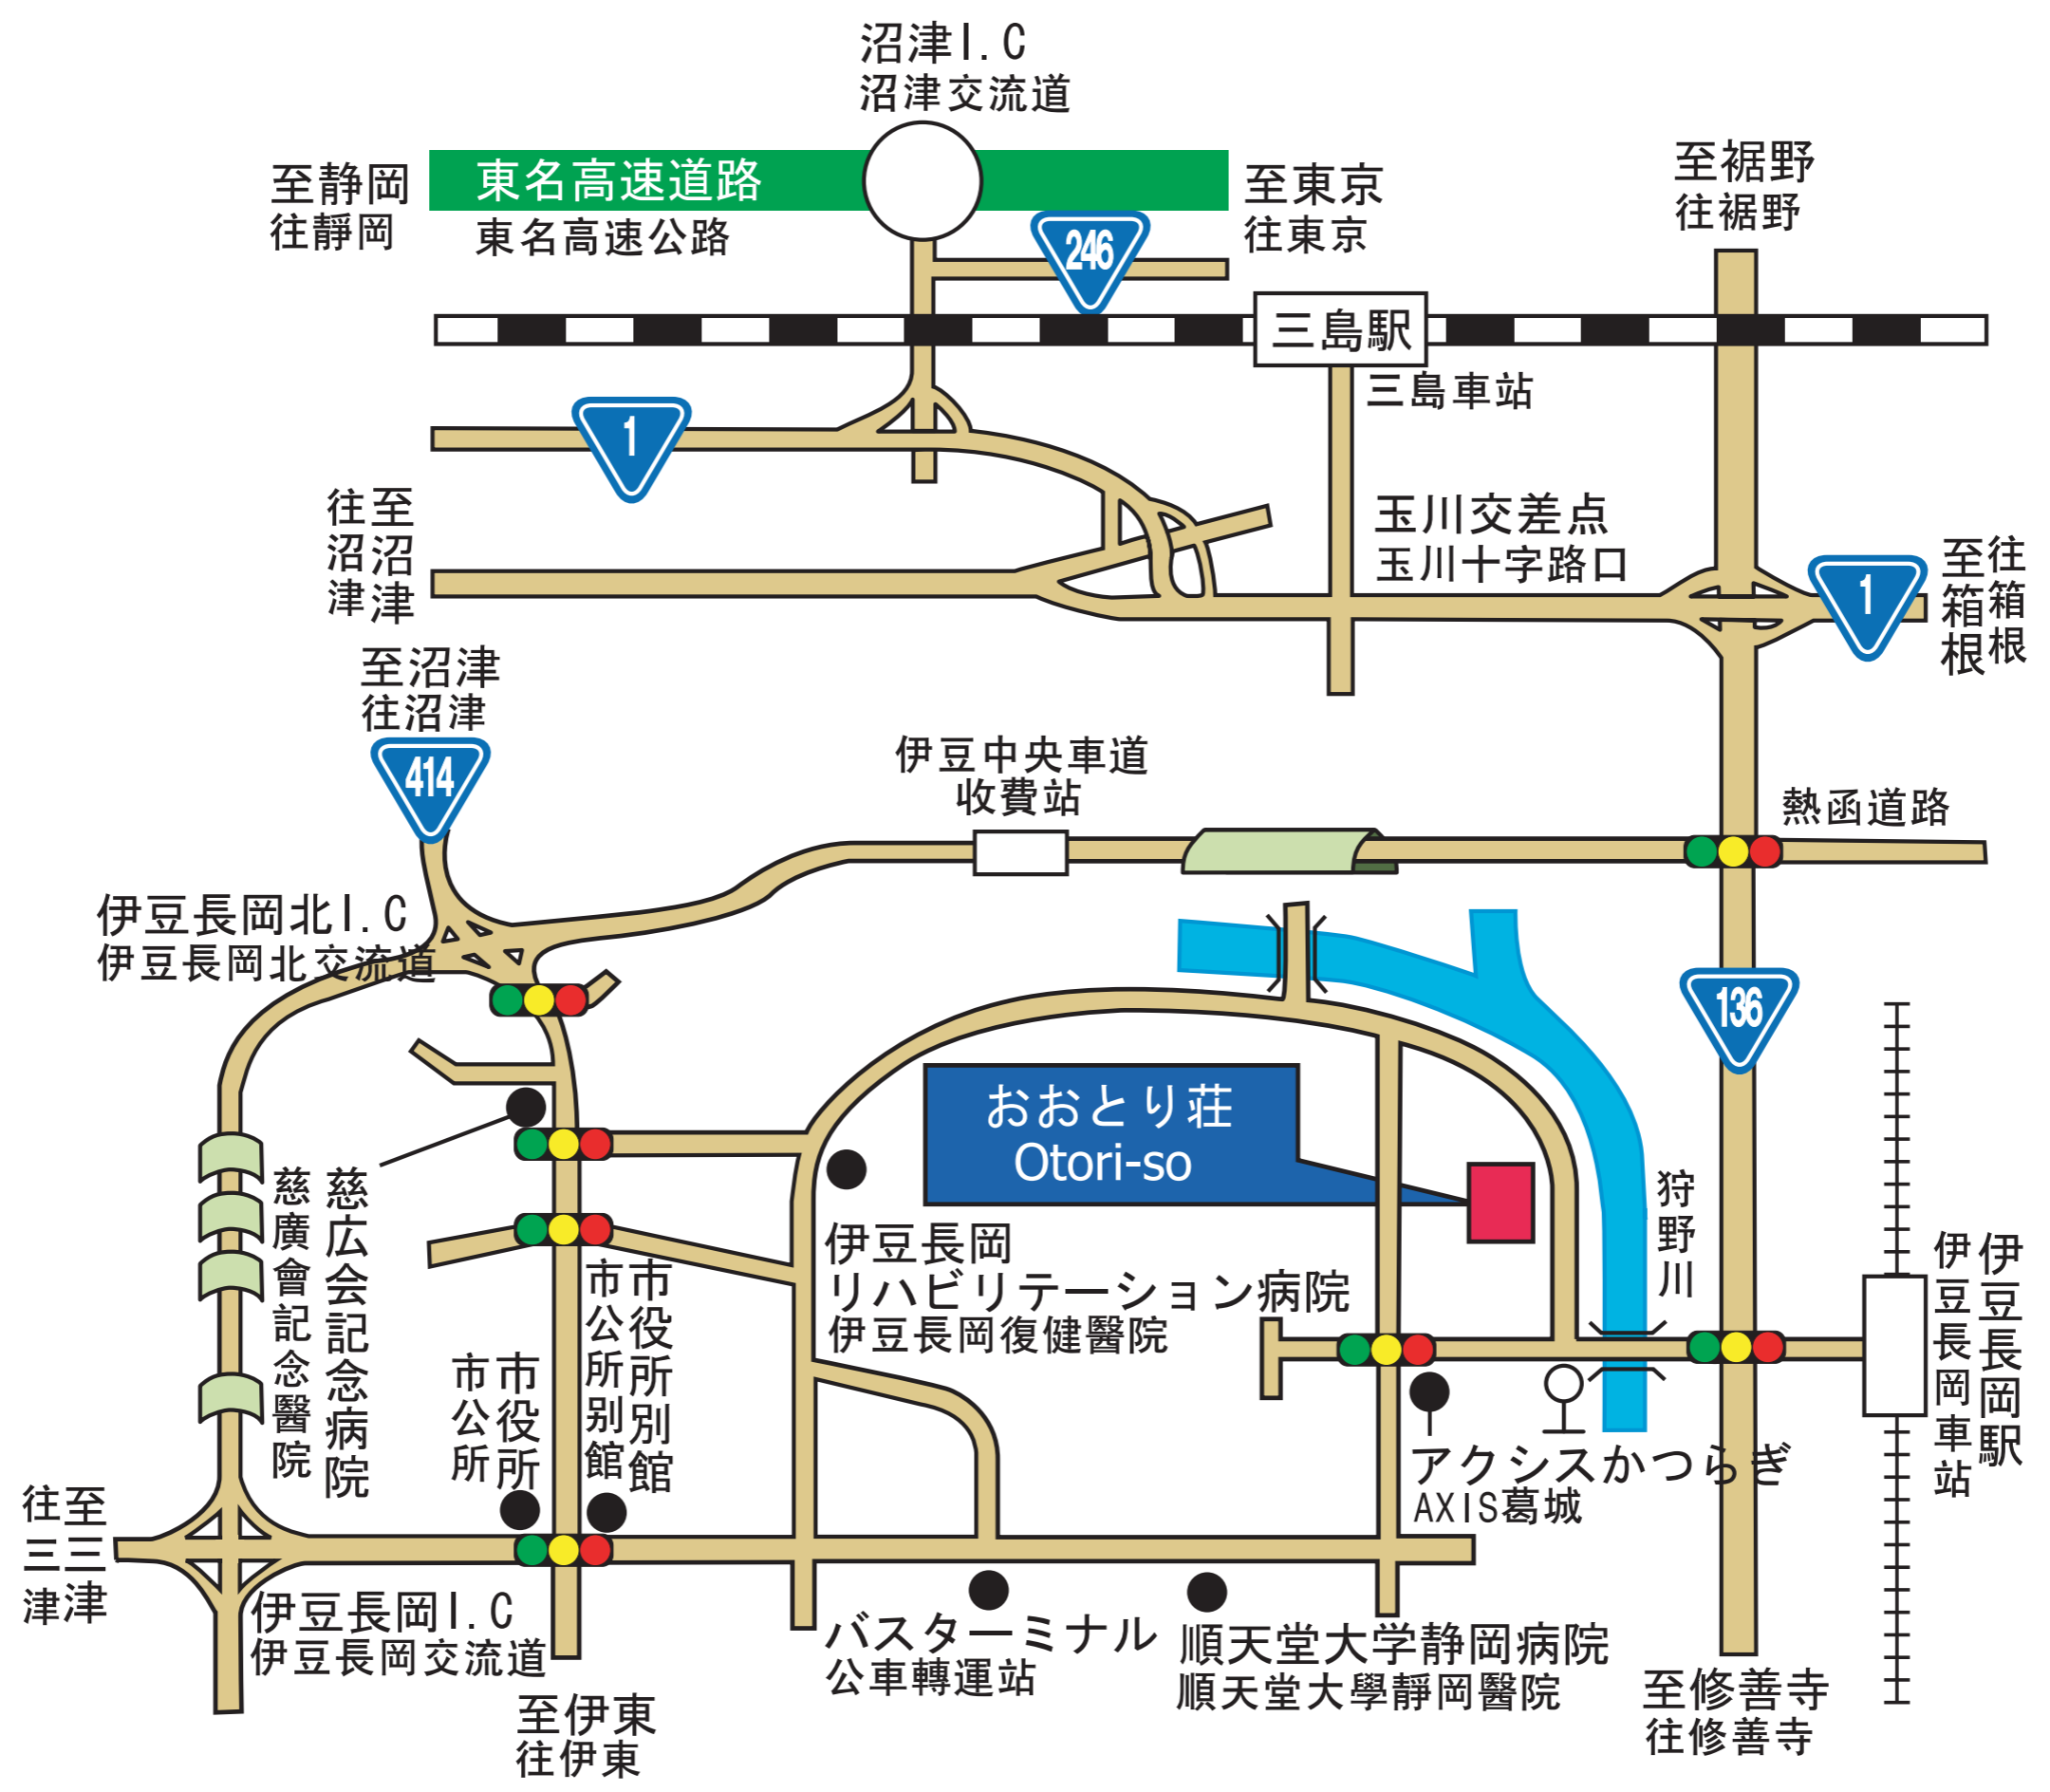 沼津I.C
沼津交流道
至静岡
往靜岡
東名高速道路
東名高速公路
至東京
往東京
246
至裾野
往裾野
三島駅
三島車站
1
至沼津
往沼津
玉川交差点
玉川十字路口
1
至箱根
往箱根
至沼津
往沼津
414
伊豆中央車道
收費站
熱函道路
伊豆長岡北I.C
伊豆長岡北交流道
136
おおとり荘
Otori-so
狩野川
慈広会記念病院
慈廣會記念醫院
伊豆長岡
リハビリテーション病院
伊豆長岡復健醫院
市役所別館
市公所別館
市役所
市公所
伊豆長岡駅
伊豆長岡車站
アクシスかつらぎ
AXIS葛城
至三津
往三津
伊豆長岡I.C
伊豆長岡交流道
バスターミナル
公車轉運站
順天堂大学静岡病院
順天堂大學靜岡醫院
至伊東
往伊東
至修善寺
往修善寺